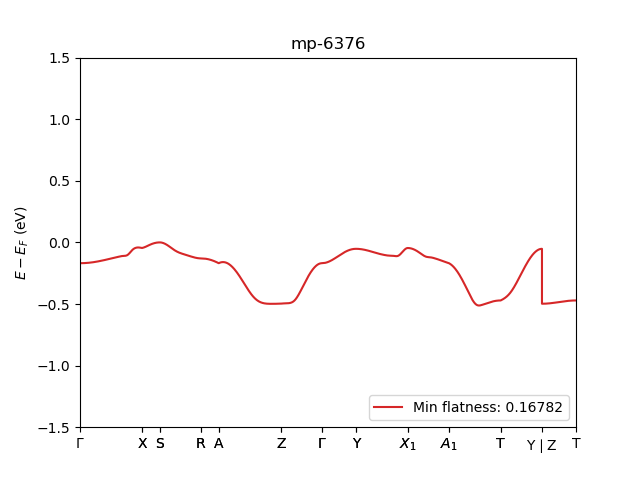 mp-6376
1.5
1.0
0.5
0.0
−0.5
−1.0
−1.5
E − E_F (eV)
Min flatness: 0.16782
Γ X S R A Z Γ Y X₁ A₁ T Y | Z T